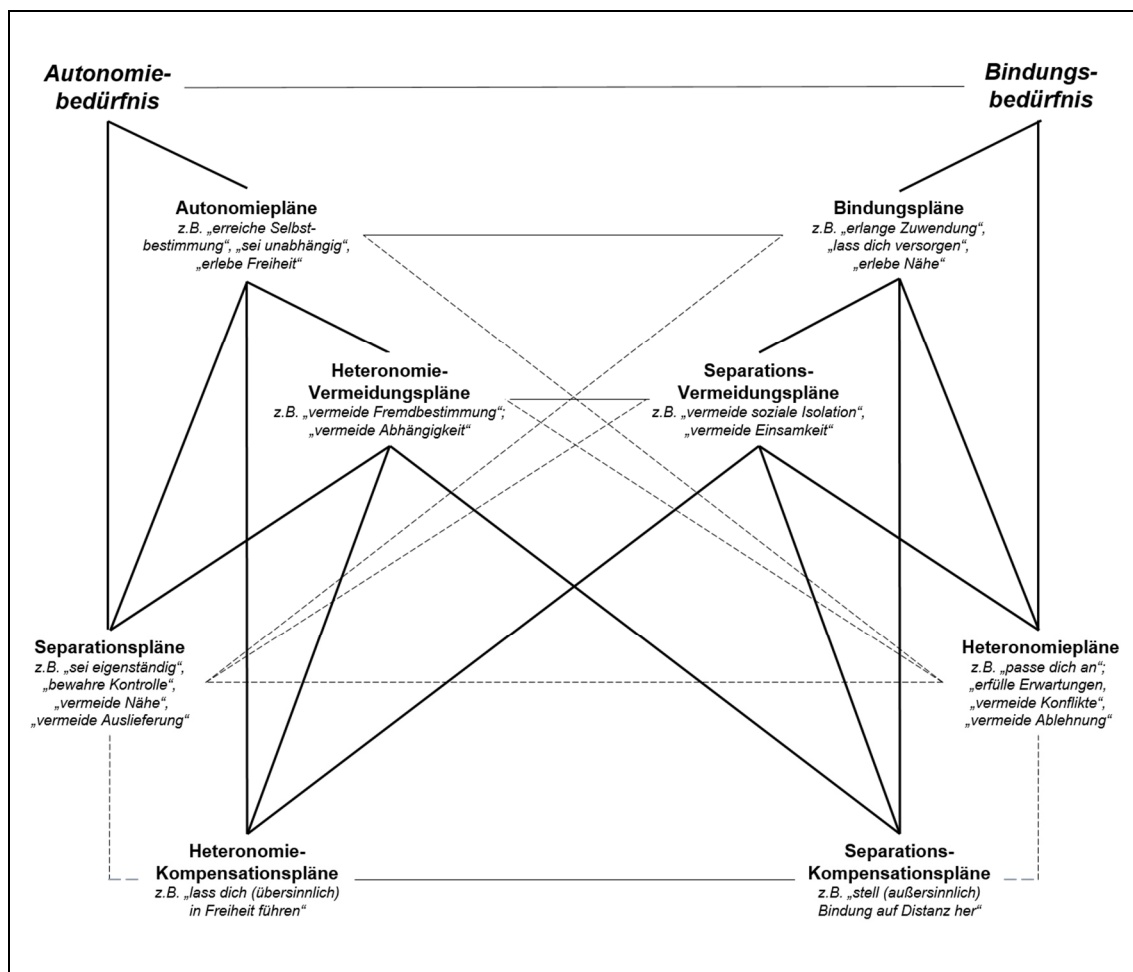 Autonomie-
bedürfnis
Bindungs-
bedürfnis
Autonomiepläne
z.B. „erreiche Selbst-
bestimmung“, „sei unabhängig“,
„erlebe Freiheit“
Bindungspläne
z.B. „erlange Zuwendung“,
„lass dich versorgen“,
„erlebe Nähe“
Heteronomie-
Vermeidungspläne
z.B. „vermeide Fremdbestimmung“;
„vermeide Abhängigkeit“
Separations-
Vermeidungspläne
z.B. „vermeide soziale Isolation“,
„vermeide Einsamkeit“
Separationspläne
z.B. „sei eigenständig“,
„bewahre Kontrolle“,
„vermeide Nähe“,
„vermeide Auslieferung“
Heteronomiepläne
z.B. „passe dich an“;
„erfülle Erwartungen,
„vermeide Konflikte“,
„vermeide Ablehnung“
Heteronomie-
Kompensationspläne
z.B. „lass dich (übersinnlich)
in Freiheit führen“
Separations-
Kompensationspläne
z.B. „stell (außersinnlich)
Bindung auf Distanz her“